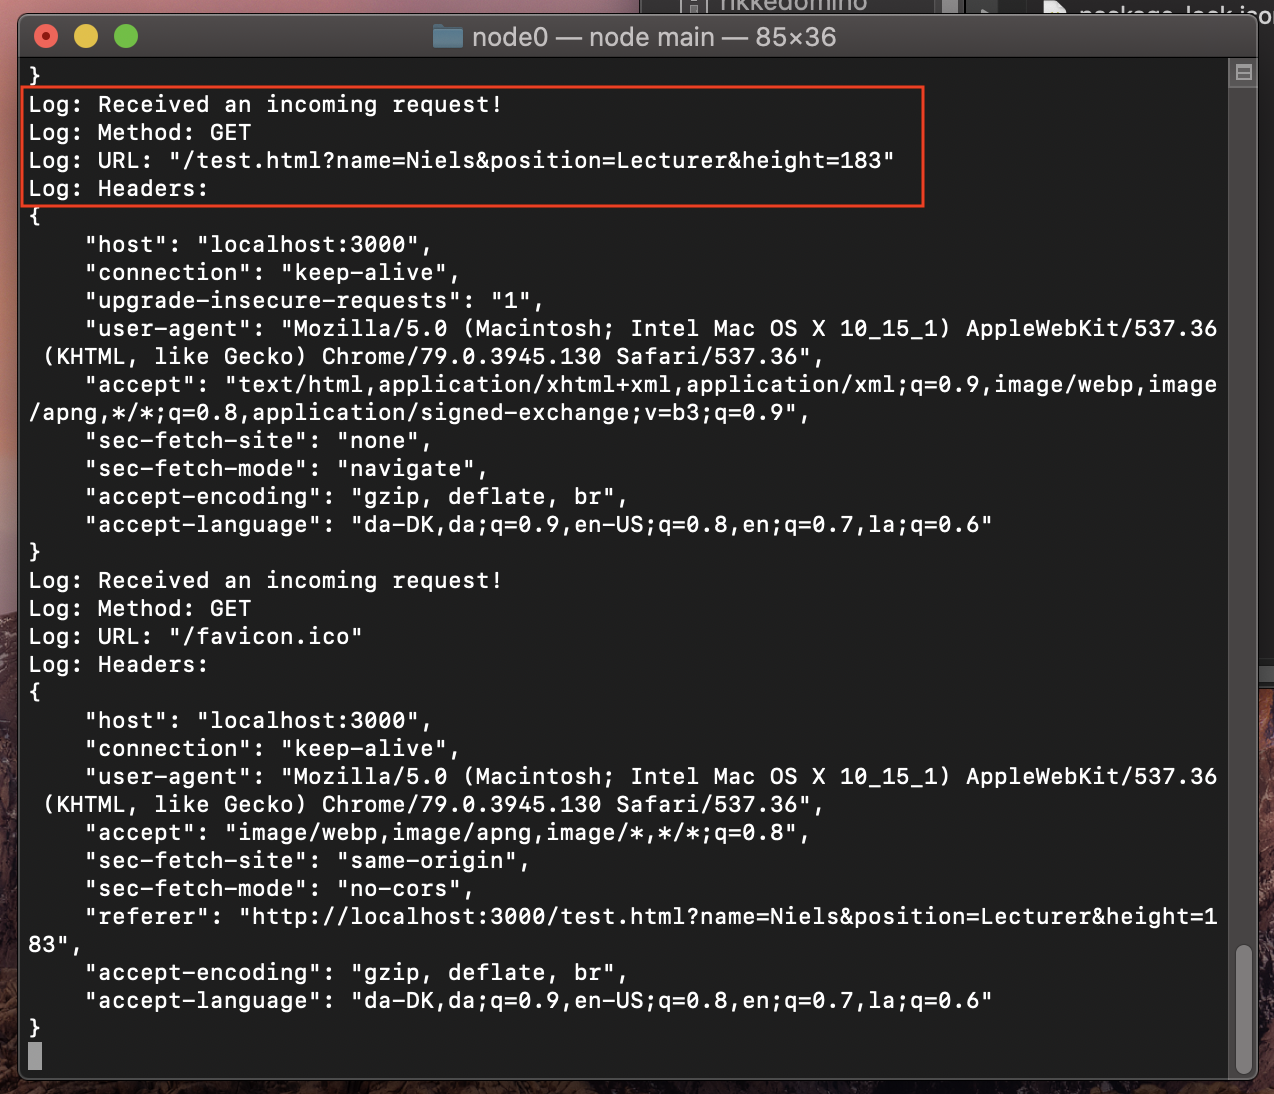 rikkedomino
node0 — node main — 85×36
}
Log: Received an incoming request!
Log: Method: GET
Log: URL: "/test.html?name=Niels&position=Lecturer&height=183"
Log: Headers:
{
    "host": "localhost:3000",
    "connection": "keep-alive",
    "upgrade-insecure-requests": "1",
    "user-agent": "Mozilla/5.0 (Macintosh; Intel Mac OS X 10_15_1) AppleWebKit/537.36
 (KHTML, like Gecko) Chrome/79.0.3945.130 Safari/537.36",
    "accept": "text/html,application/xhtml+xml,application/xml;q=0.9,image/webp,image
/apng,*/*;q=0.8,application/signed-exchange;v=b3;q=0.9",
    "sec-fetch-site": "none",
    "sec-fetch-mode": "navigate",
    "accept-encoding": "gzip, deflate, br",
    "accept-language": "da-DK,da;q=0.9,en-US;q=0.8,en;q=0.7,la;q=0.6"
}
Log: Received an incoming request!
Log: Method: GET
Log: URL: "/favicon.ico"
Log: Headers:
{
    "host": "localhost:3000",
    "connection": "keep-alive",
    "user-agent": "Mozilla/5.0 (Macintosh; Intel Mac OS X 10_15_1) AppleWebKit/537.36
 (KHTML, like Gecko) Chrome/79.0.3945.130 Safari/537.36",
    "accept": "image/webp,image/apng,image/*,*/*;q=0.8",
    "sec-fetch-site": "same-origin",
    "sec-fetch-mode": "no-cors",
    "referer": "http://localhost:3000/test.html?name=Niels&position=Lecturer&height=1
83",
    "accept-encoding": "gzip, deflate, br",
    "accept-language": "da-DK,da;q=0.9,en-US;q=0.8,en;q=0.7,la;q=0.6"
}